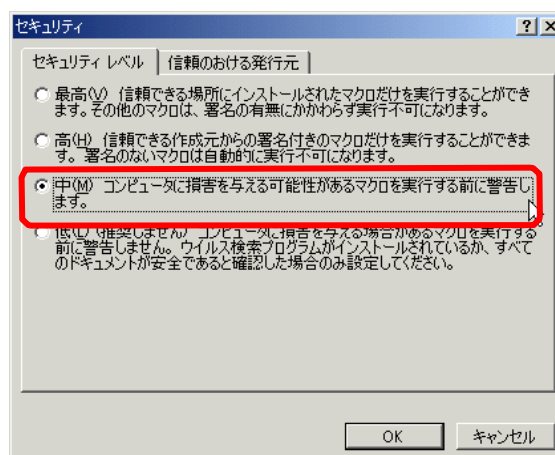 セキュリティ
セキュリティ レベル
信頼のおける発行元
最高(V) 信頼できる場所にインストールされたマクロだけを実行することができ
ます。その他のマクロは、署名の有無にかかわらず実行不可になります。
高(H) 信頼できる作成元からの署名付きのマクロだけを実行することができま
す。 署名のないマクロは自動的に実行不可になります。
中(M) コンピュータに損害を与える可能性があるマクロを実行する前に警告し
ます。
低(L) (推奨しません) コンピュータに損害を与える場合があるマクロを実行する
前に警告しません。ウイルス検索プログラムがインストールされているか、すべて
のドキュメントが安全であると確認した場合のみ設定してください。
OK
キャンセル